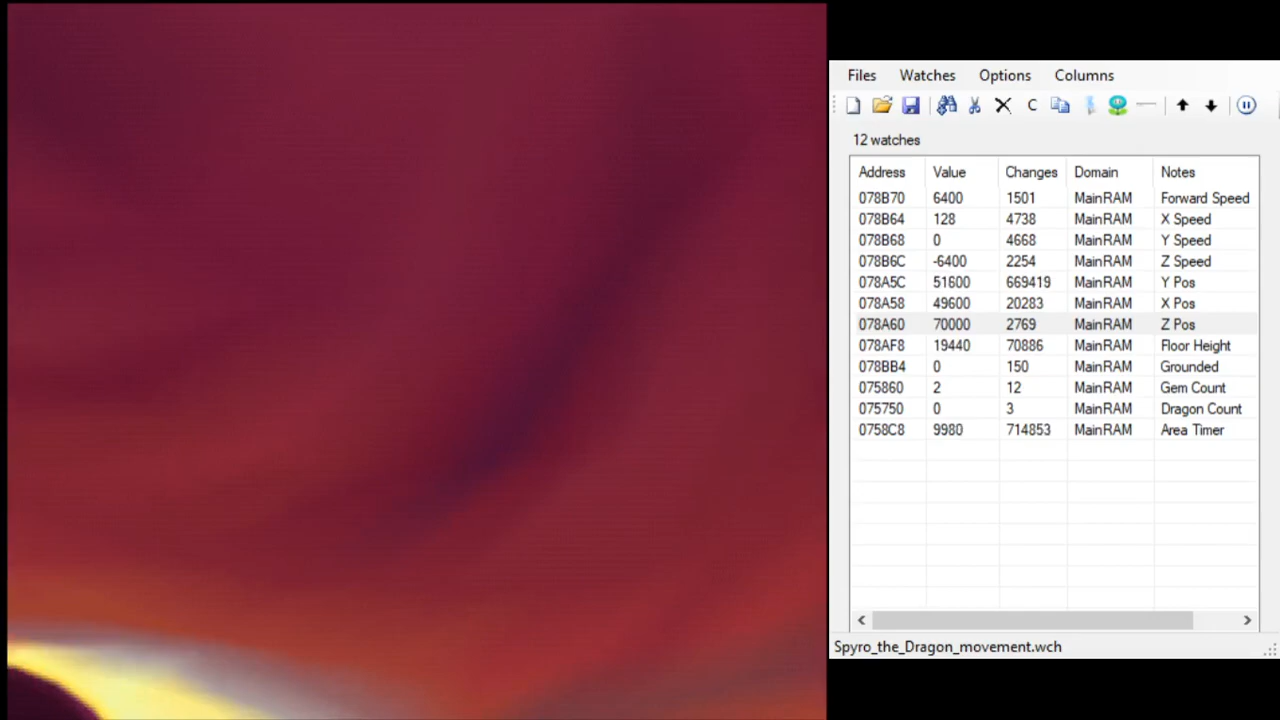 Files Watches Options Columns
C
12 watches
Address Value Changes Domain Notes
078B70 6400 1501 MainRAM Forward Speed
078B64 128 4738 MainRAM X Speed
078B68 0 4668 MainRAM Y Speed
078B6C -6400 2254 MainRAM Z Speed
078A5C 51600 669419 MainRAM Y Pos
078A58 49600 20283 MainRAM X Pos
078A60 70000 2769 MainRAM Z Pos
078AF8 19440 70886 MainRAM Floor Height
078BB4 0 150 MainRAM Grounded
075860 2 12 MainRAM Gem Count
075750 0 3 MainRAM Dragon Count
0758C8 9980 714853 MainRAM Area Timer
Spyro_the_Dragon_movement.wch